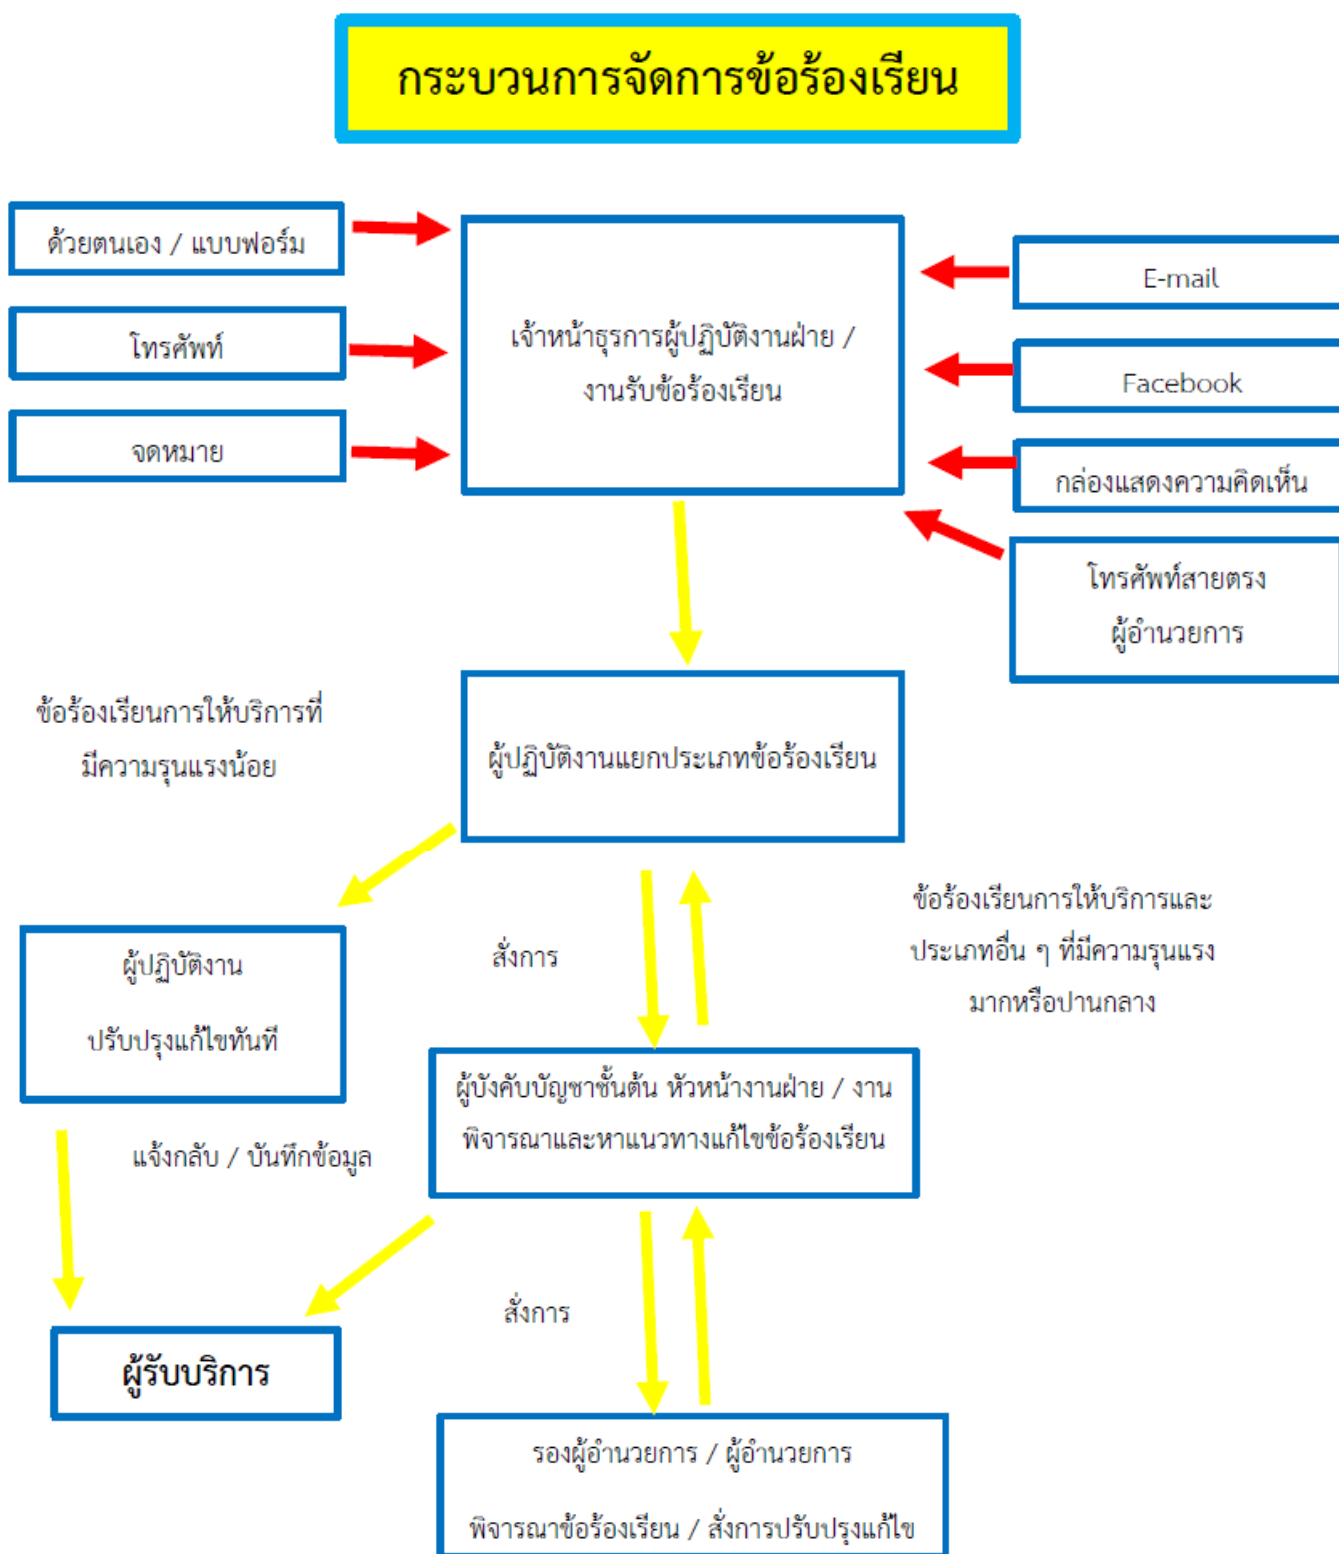 กระบวนการจัดการข้อร้องเรียน
ด้วยตนเอง / แบบฟอร์ม
โทรศัพท์
จดหมาย
เจ้าหน้าธุรการผู้ปฏิบัติงานฝ่าย /
งานรับข้อร้องเรียน
E-mail
Facebook
กล่องแสดงความคิดเห็น
โทรศัพท์สายตรง
ผู้อำนวยการ
ข้อร้องเรียนการให้บริการที่
มีความรุนแรงน้อย
ผู้ปฏิบัติงานแยกประเภทข้อร้องเรียน
ข้อร้องเรียนการให้บริการและ
ประเภทอื่น ๆ ที่มีความรุนแรง
มากหรือปานกลาง
สั่งการ
ผู้ปฏิบัติงาน
ปรับปรุงแก้ไขทันที
ผู้บังคับบัญชาชั้นต้น หัวหน้างานฝ่าย / งาน
พิจารณาและหาแนวทางแก้ไขข้อร้องเรียน
แจ้งกลับ / บันทึกข้อมูล
สั่งการ
ผู้รับบริการ
รองผู้อำนวยการ / ผู้อำนวยการ
พิจารณาข้อร้องเรียน / สั่งการปรับปรุงแก้ไข